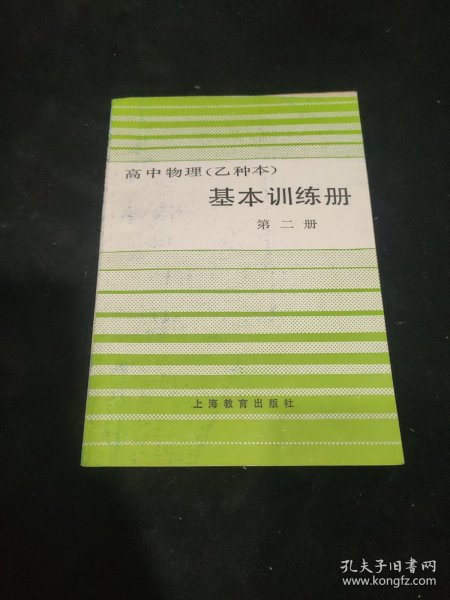 高中物理(乙种本)
基本训练册
第二册
上海教育出版社
孔夫子旧书网
www.kongfz.com